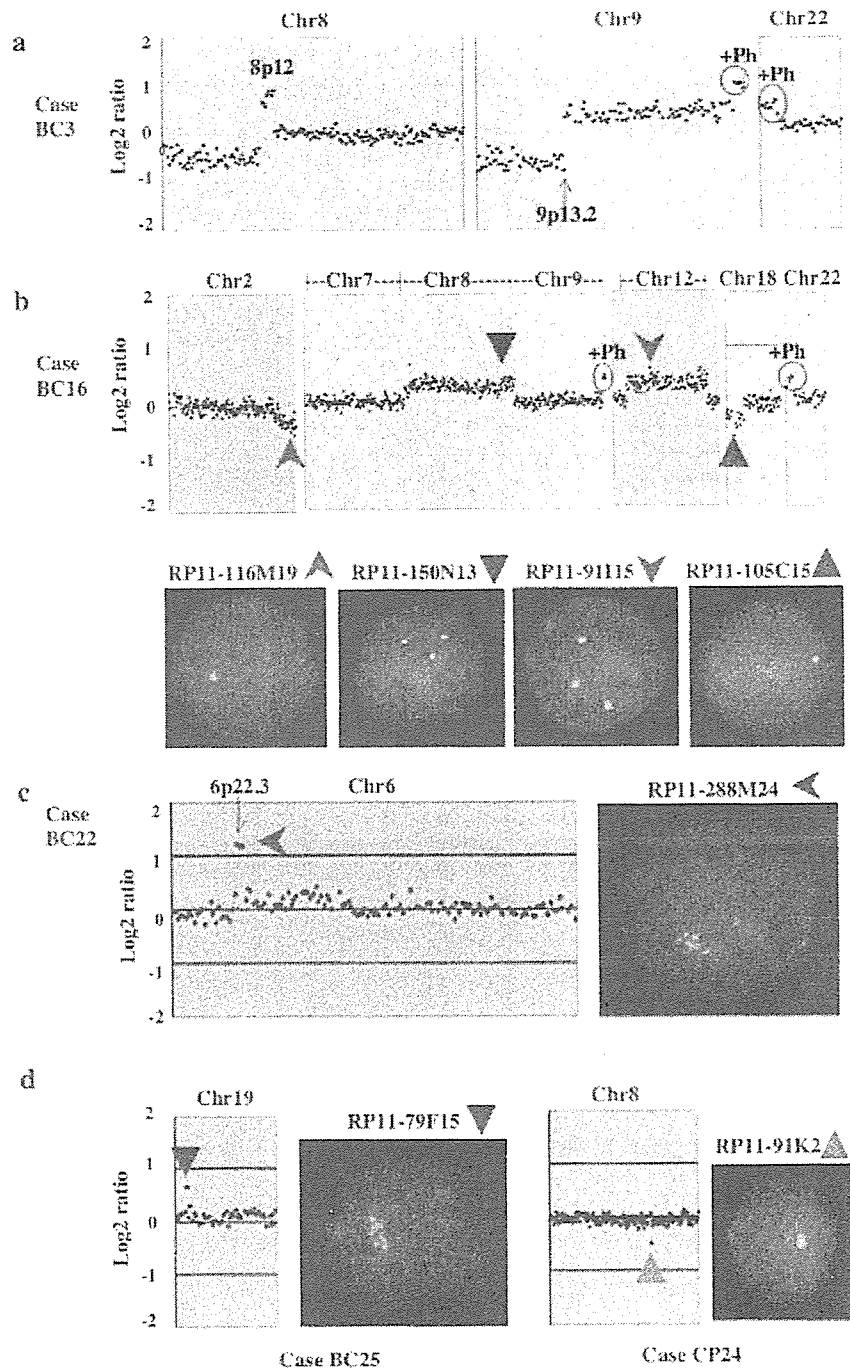 a
Chr8 Chr9 Chr22
Case BC3
Log2 ratio
2
1
0
-1
-2
8p12
+Ph
+Ph
9p13.2
b
Chr2 Chr7 Chr8 Chr9 Chr12 Chr18 Chr22
Case BC16
Log2 ratio
2
1
0
-1
-2
+Ph
+Ph
RP11-116M19 RP11-150N13 RP11-91I15 RP11-105C15
c
Case BC22
6p22.3 Chr6
Log2 ratio
2
1
0
-1
-2
RP11-288M24
d
Chr19
Log2 ratio
2
1
0
-1
-2
RP11-79F15
Chr8
RP11-91K2
Case BC25 Case CP24